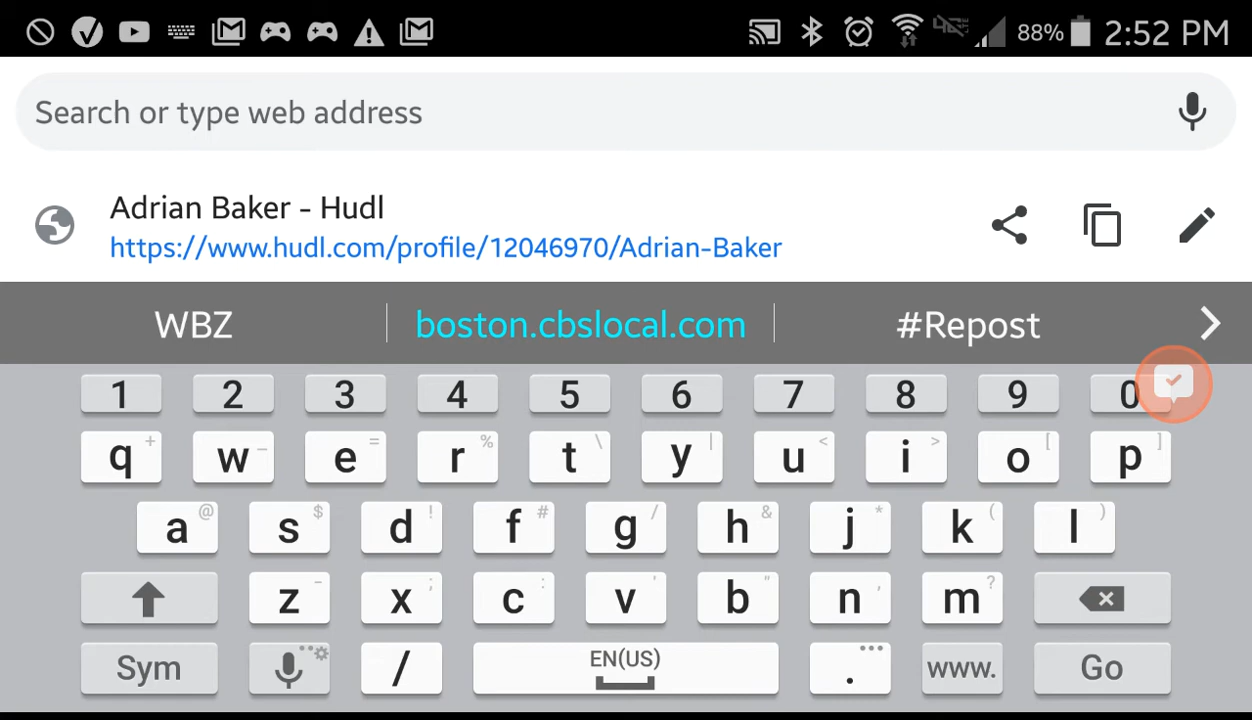 88% 2:52 PM
Search or type web address
Adrian Baker - Hudl
https://www.hudl.com/profile/12046970/Adrian-Baker
WBZ boston.cbslocal.com #Repost
1 2 3 4 5 6 7 8 9 0
q + w – e = r % t \ y | u < i > o [ p ]
a @ s $ d ! f # g / h & j * k ( l )
z - x ; c : v ' b " n , m ?
Sym / EN(US) . www. Go